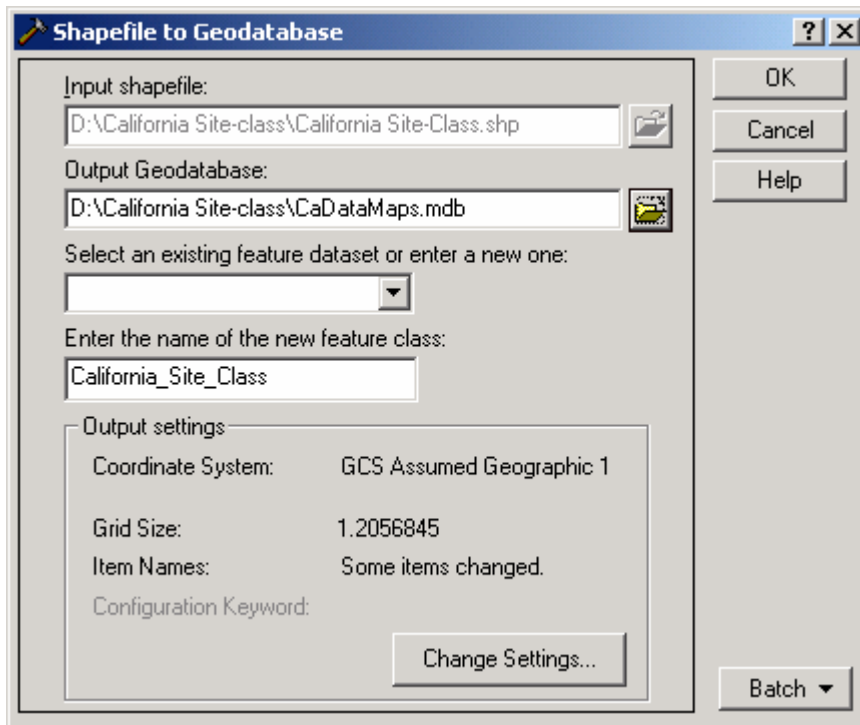 Shapefile to Geodatabase
Input shapefile:
D:\California Site-class\California Site-Class.shp
Output Geodatabase:
D:\California Site-class\CaDataMaps.mdb
Select an existing feature dataset or enter a new one:
Enter the name of the new feature class:
California_Site_Class
Output settings
Coordinate System: GCS Assumed Geographic 1
Grid Size: 1.2056845
Item Names: Some items changed.
Configuration Keyword:
Change Settings...
OK
Cancel
Help
Batch